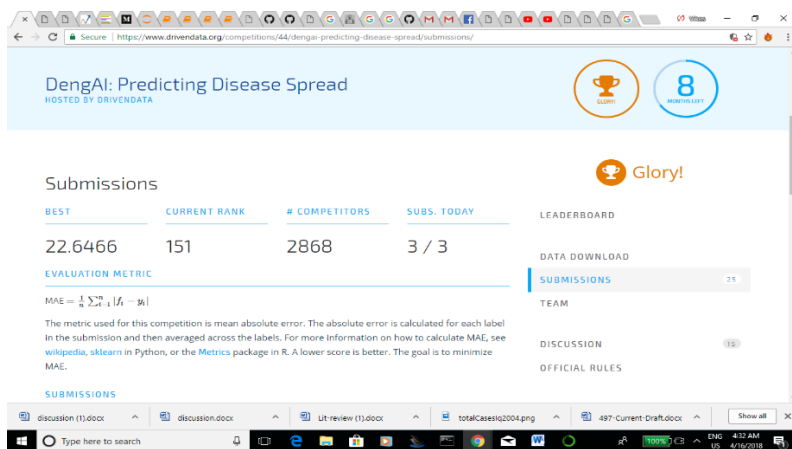 Secure | https://www.drivendata.org/competitions/44/dengai-predicting-disease-spread/submissions/
DengAI: Predicting Disease Spread
HOSTED BY DRIVENDATA
GLORY!
8
MONTHS LEFT
Glory!
Submissions
BEST CURRENT RANK # COMPETITORS SUBS. TODAY
22.6466 151 2868 3 / 3
EVALUATION METRIC
MAE = 1/n ∑ⁿᵢ₌₁ |fᵢ − yᵢ|
The metric used for this competition is mean absolute error. The absolute error is calculated for each label
in the submission and then averaged across the labels. For more information on how to calculate MAE, see
wikipedia, sklearn in Python, or the Metrics package in R. A lower score is better. The goal is to minimize
MAE.
SUBMISSIONS
LEADERBOARD
DATA DOWNLOAD
SUBMISSIONS 25
TEAM
DISCUSSION 15
OFFICIAL RULES
discussion (1).docx discussion.docx Lit-review (1).docx totalCasesIq2004.png 497-Current-Draft.docx Show all
Type here to search 100% ENG 4:32 AM
US 4/16/2018